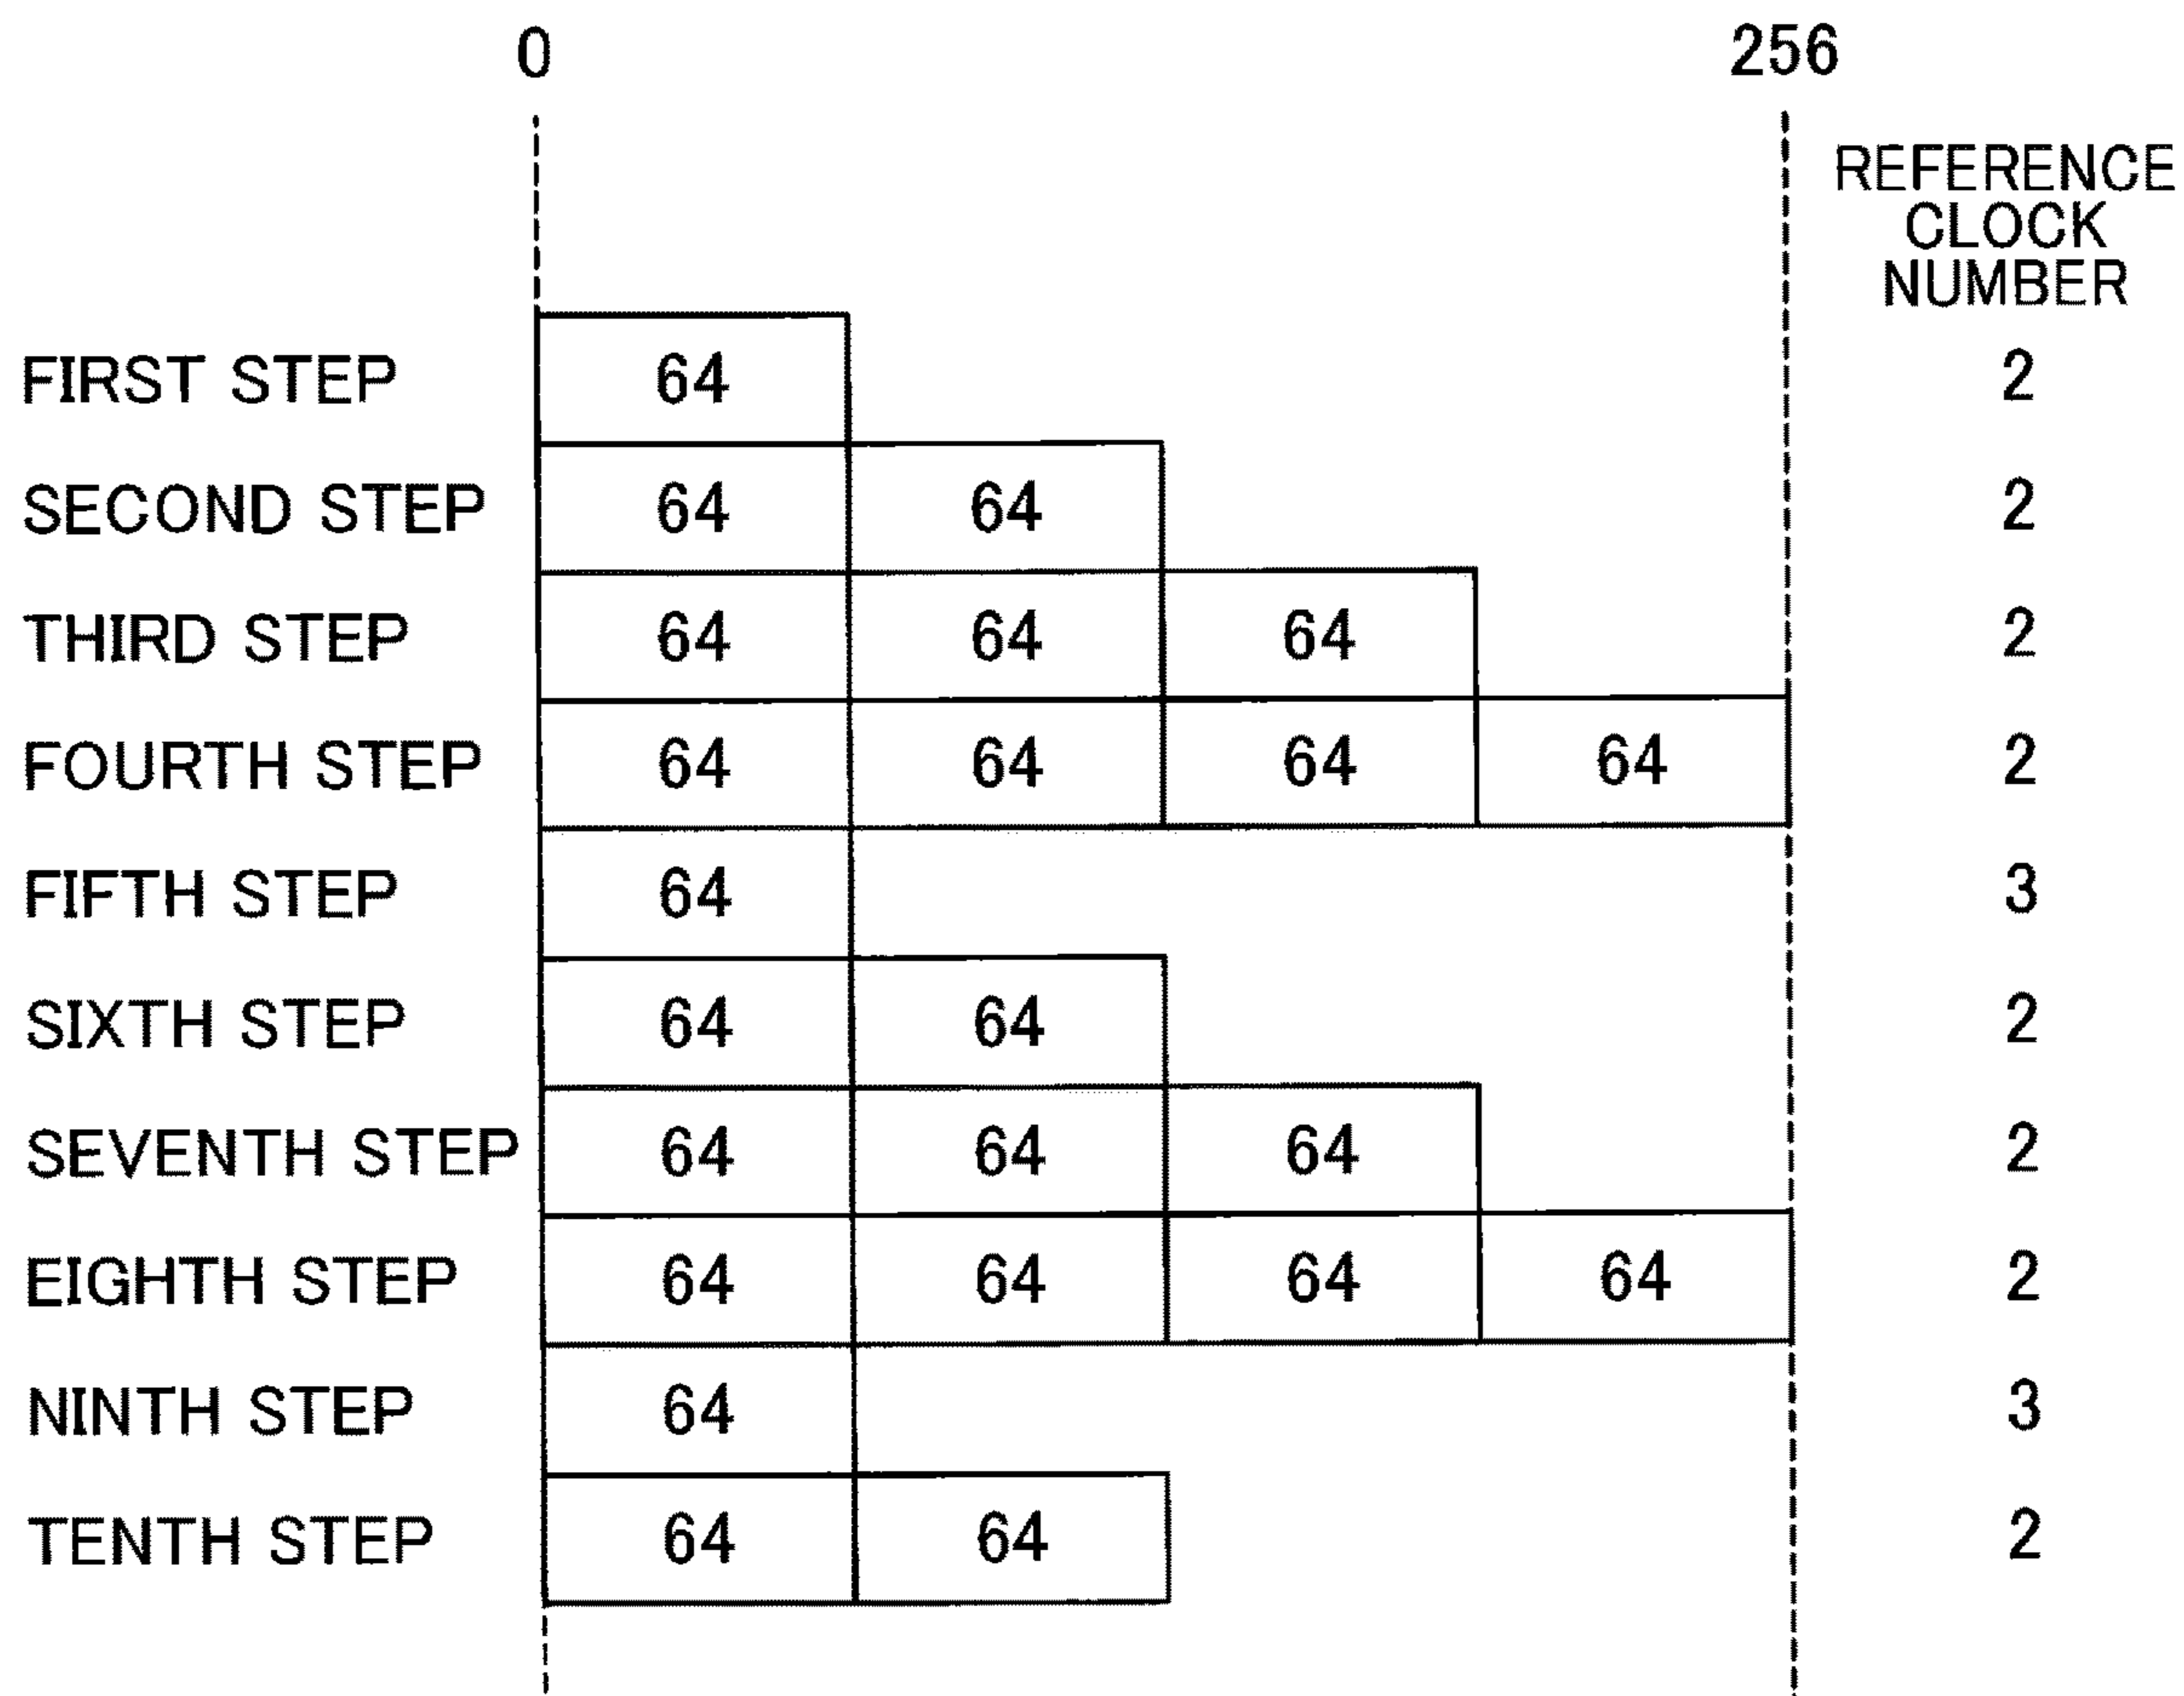 0 256
REFERENCE
CLOCK
NUMBER
FIRST STEP 64 2
SECOND STEP 64 64 2
THIRD STEP 64 64 64 2
FOURTH STEP 64 64 64 64 2
FIFTH STEP 64 3
SIXTH STEP 64 64 2
SEVENTH STEP 64 64 64 2
EIGHTH STEP 64 64 64 64 2
NINTH STEP 64 3
TENTH STEP 64 64 2